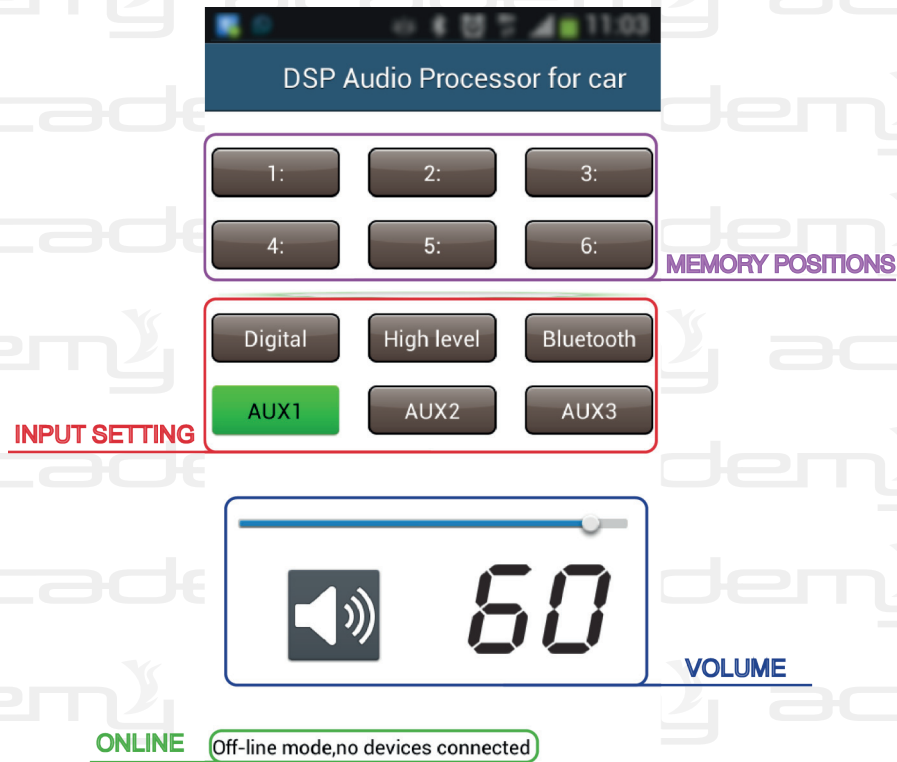 11:03
DSP Audio Processor for car
1: 2: 3:
4: 5: 6:
MEMORY POSITIONS
Digital High level Bluetooth
AUX1 AUX2 AUX3
INPUT SETTING
60
VOLUME
ONLINE Off-line mode,no devices connected
academy